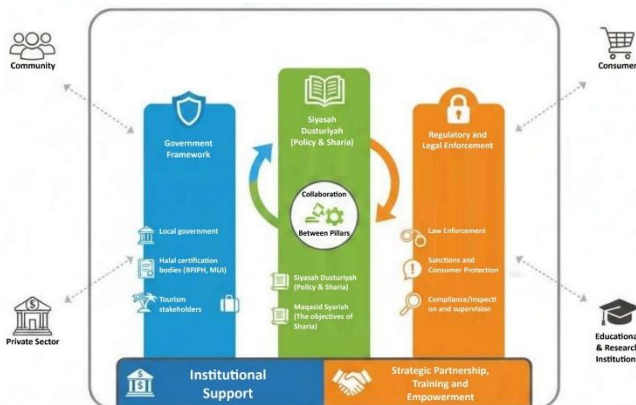 Community
Consumer
Siyasah
Dusturiyah
(Policy & Sharia)
Government
Framework
Regulatory and
Legal Enforcement
Collaboration
Between Pillars
Local government
Halal certification
bodies (BPJPH, MUI)
Tourism
stakeholders
Siyasah Dusturiyah
(Policy & Sharia)
Maqasid Syariah
(The objectives of
Sharia)
Law Enforcement
Sanctions and
Consumer Protection
Compliance/inspecti
on and supervision
Private Sector
Educationa
& Research
Institution
Institutional
Support
Strategic Partnership,
Training and
Empowerment